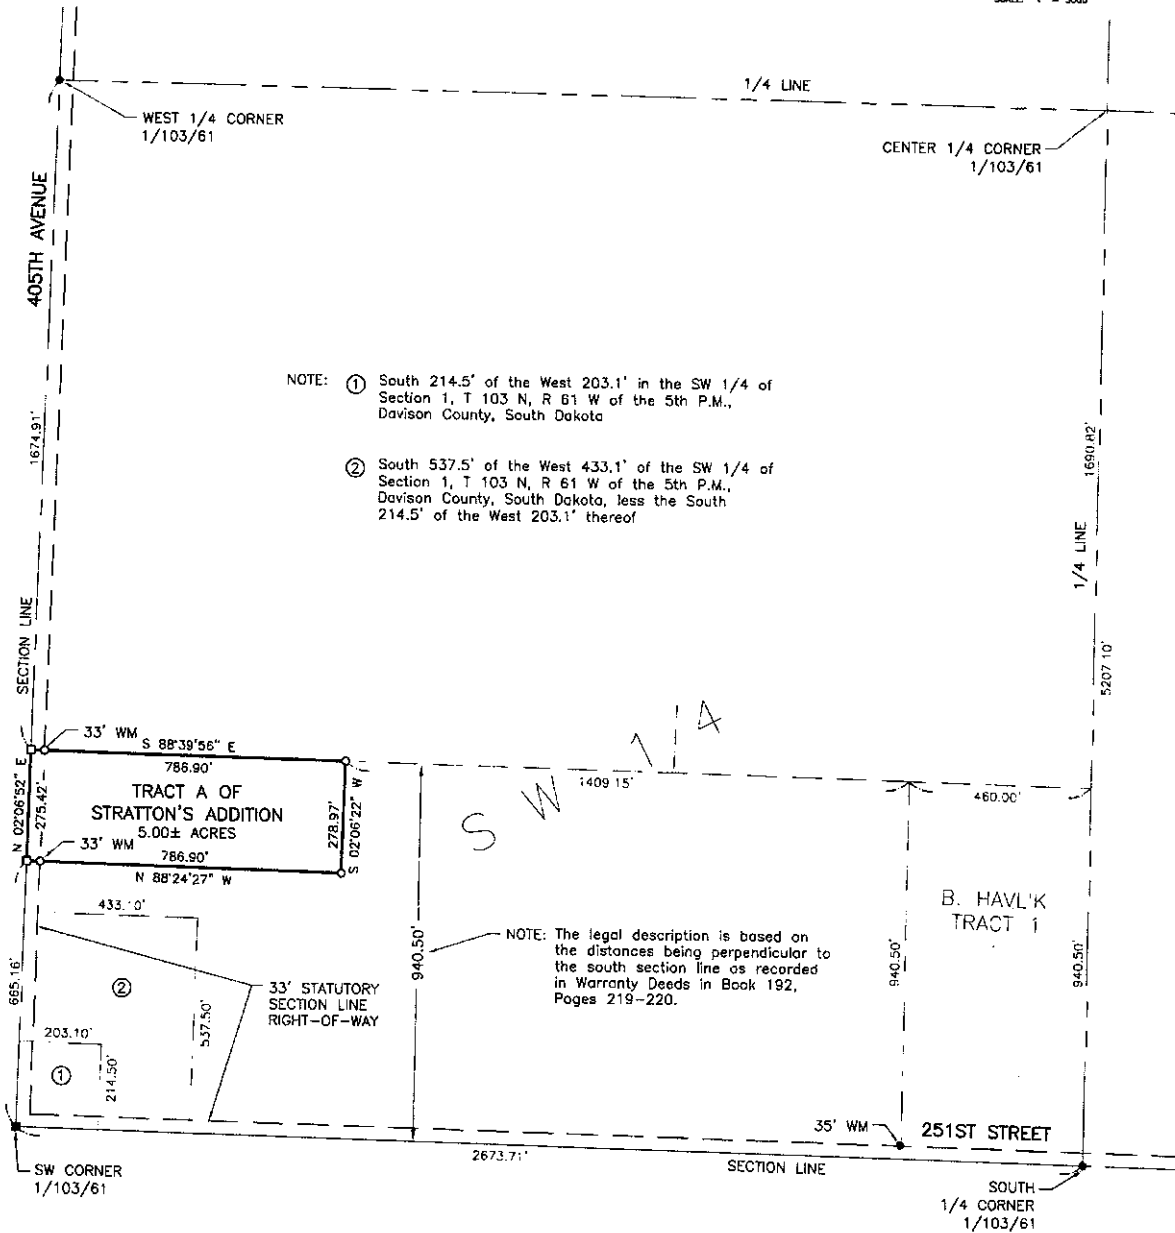 1/4 LINE
WEST 1/4 CORNER
1/103/61
CENTER 1/4 CORNER
1/103/61
405TH AVENUE
NOTE: ① South 214.5' of the West 203.1' in the SW 1/4 of
Section 1, T 103 N, R 61 W of the 5th P.M.,
Davison County, South Dakota
② South 537.5' of the West 433.1' of the SW 1/4 of
Section 1, T 103 N, R 61 W of the 5th P.M.,
Davison County, South Dakota, less the South
214.5' of the West 203.1' thereof
1674.91'
1690.82'
1/4 LINE
SECTION LINE
5207.10'
33' WM
S 88°39'56" E
786.90'
N 02°06'52" E
275.42'
TRACT A OF
STRATTON'S ADDITION
5.00± ACRES
278.97'
S 02°06'22" W
33' WM
786.90'
N 88°24'27" W
S W 1/4
1409.15'
460.00'
B. HAVL'K
TRACT 1
433.10'
940.50'
NOTE: The legal description is based on
the distances being perpendicular to
the south section line as recorded
in Warranty Deeds in Book 192,
Pages 219-220.
940.50'
940.50'
665.16'
②
537.50'
33' STATUTORY
SECTION LINE
RIGHT-OF-WAY
203.10'
①
214.50'
35' WM
251ST STREET
2673.71'
SECTION LINE
SW CORNER
1/103/61
SOUTH
1/4 CORNER
1/103/61